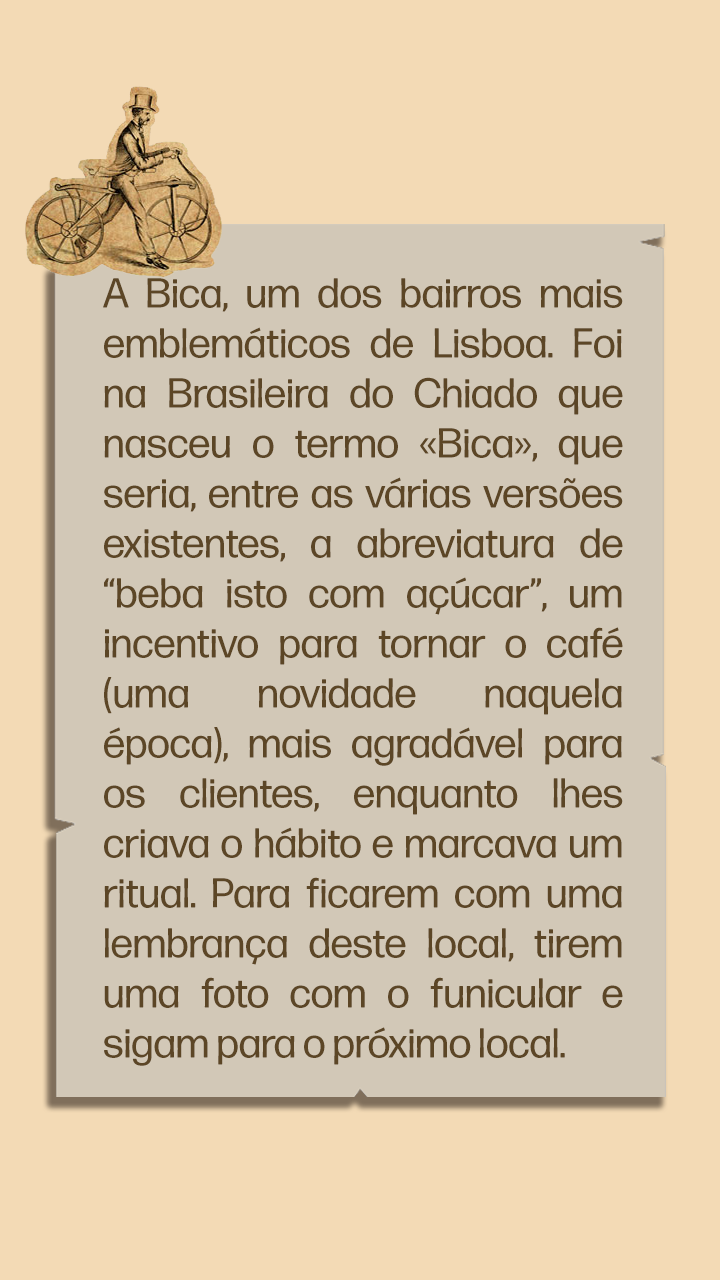 A Bica, um dos bairros mais
emblemáticos de Lisboa. Foi
na Brasileira do Chiado que
nasceu o termo «Bica», que
seria, entre as várias versões
existentes, a abreviatura de
“beba isto com açúcar”, um
incentivo para tornar o café
(uma novidade naquela
época), mais agradável para
os clientes, enquanto lhes
criava o hábito e marcava um
ritual. Para ficarem com uma
lembrança deste local, tirem
uma foto com o funicular e
sigam para o próximo local.